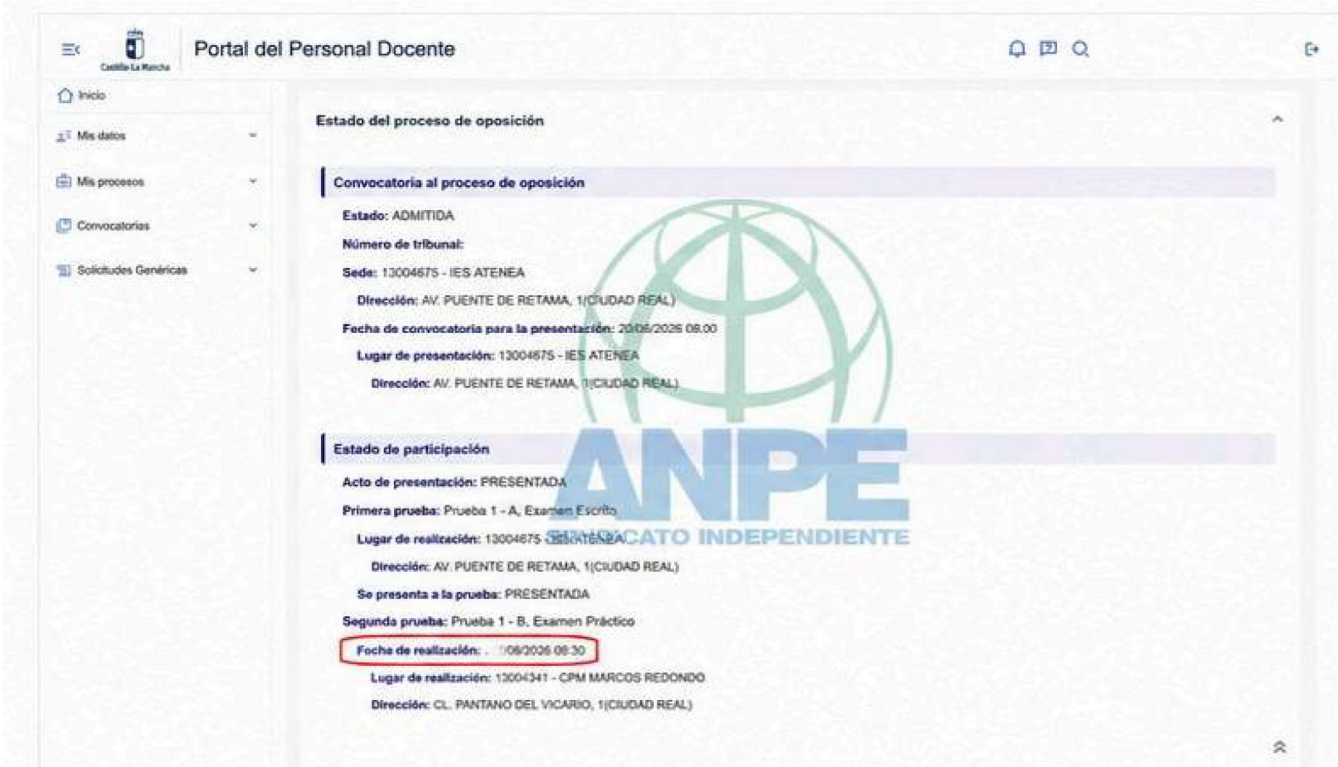 Castilla-La Mancha
Portal del Personal Docente
Inicio
Mis datos
Mis procesos
Convocatorias
Solicitudes Genéricas
Estado del proceso de oposición
Convocatoria al proceso de oposición
Estado: ADMITIDA
Número de tribunal:
Sede: 13004675 - IES ATENEA
Dirección: AV. PUENTE DE RETAMA, 1(CIUDAD REAL)
Fecha de convocatoria para la presentación: 20/06/2026 08:00
Lugar de presentación: 13004675 - IES ATENEA
Dirección: AV. PUENTE DE RETAMA, 1(CIUDAD REAL)
Estado de participación
Acto de presentación: PRESENTADA
Primera prueba: Prueba 1 - A, Examen Escrito
Lugar de realización: 13004675 - IES ATENEA
Dirección: AV. PUENTE DE RETAMA, 1(CIUDAD REAL)
Se presenta a la prueba: PRESENTADA
Segunda prueba: Prueba 1 - B, Examen Práctico
Fecha de realización: /06/2026 08:30
Lugar de realización: 13004341 - CPM MARCOS REDONDO
Dirección: CL. PANTANO DEL VICARIO, 1(CIUDAD REAL)
ANPE
SINDICATO INDEPENDIENTE